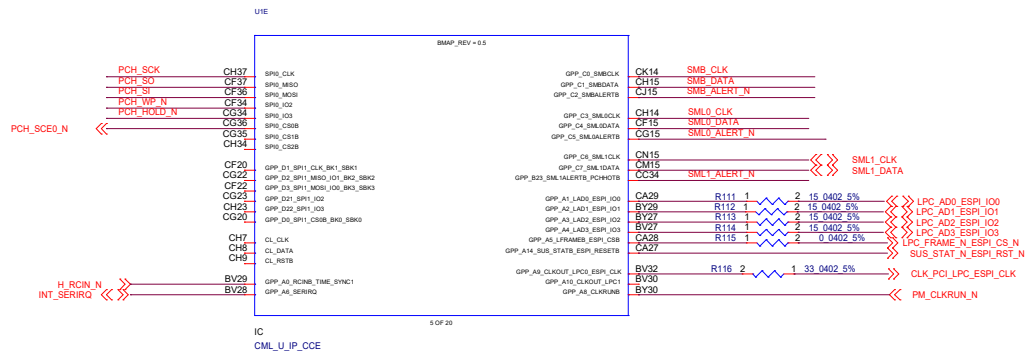 U1E
BMAP_REV = 0.5
PCH_SCK CH37 SPI0_CLK
PCH_SO CF37 SPI0_MISO
PCH_SI CF36 SPI0_MOSI
PCH_WP_N CF34 SPI0_IO2
PCH_HOLD_N CG34 SPI0_IO3
PCH_SCE0_N CG36 SPI0_CS0B
CG35 SPI0_CS1B
CH34 SPI0_CS2B
CF20 GPP_D1_SPI1_CLK_BK1_SBK1
CG22 GPP_D2_SPI1_MISO_IO1_BK2_SBK2
CF22 GPP_D3_SPI1_MOSI_IO0_BK3_SBK3
CG23 GPP_D21_SPI1_IO2
CH23 GPP_D22_SPI1_IO3
CG20 GPP_D0_SPI1_CS0B_BK0_SBK0
CH7 CL_CLK
CH8 CL_DATA
CH9 CL_RSTB
H_RCIN_N BV29 GPP_A0_RCINB_TIME_SYNC1
INT_SERIRQ BV28 GPP_A6_SERIRQ
GPP_C0_SMBCLK CK14 SMB_CLK
GPP_C1_SMBDATA CH15 SMB_DATA
GPP_C2_SMBALERTB CJ15 SMB_ALERT_N
GPP_C3_SML0CLK CH14 SML0_CLK
GPP_C4_SML0DATA CF15 SML0_DATA
GPP_C5_SML0ALERTB CG15 SML0_ALERT_N
GPP_C6_SML1CLK CN15 SML1_CLK
GPP_C7_SML1DATA CM15 SML1_DATA
GPP_B23_SML1ALERTB_PCHHOTB CC34 SML1_ALERT_N
GPP_A1_LAD0_ESPI_IO0 CA29 R111 1 2 15_0402_5% LPC_AD0_ESPI_IO0
GPP_A2_LAD1_ESPI_IO1 BY29 R112 1 2 15_0402_5% LPC_AD1_ESPI_IO1
GPP_A3_LAD2_ESPI_IO2 BY27 R113 1 2 15_0402_5% LPC_AD2_ESPI_IO2
GPP_A4_LAD3_ESPI_IO3 BV27 R114 1 2 15_0402_5% LPC_AD3_ESPI_IO3
GPP_A5_LFRAMEB_ESPI_CSB CA28 R115 1 2 0_0402_5% LPC_FRAME_N_ESPI_CS_N
GPP_A14_SUS_STATB_ESPI_RESETB CA27 SUS_STAT_N_ESPI_RST_N
GPP_A9_CLKOUT_LPC0_ESPI_CLK BV32 R116 2 1 33_0402_5% CLK_PCI_LPC_ESPI_CLK
GPP_A10_CLKOUT_LPC1 BV30
GPP_A8_CLKRUNB BY30 PM_CLKRUN_N
5 OF 20
IC
CML_U_IP_CCE